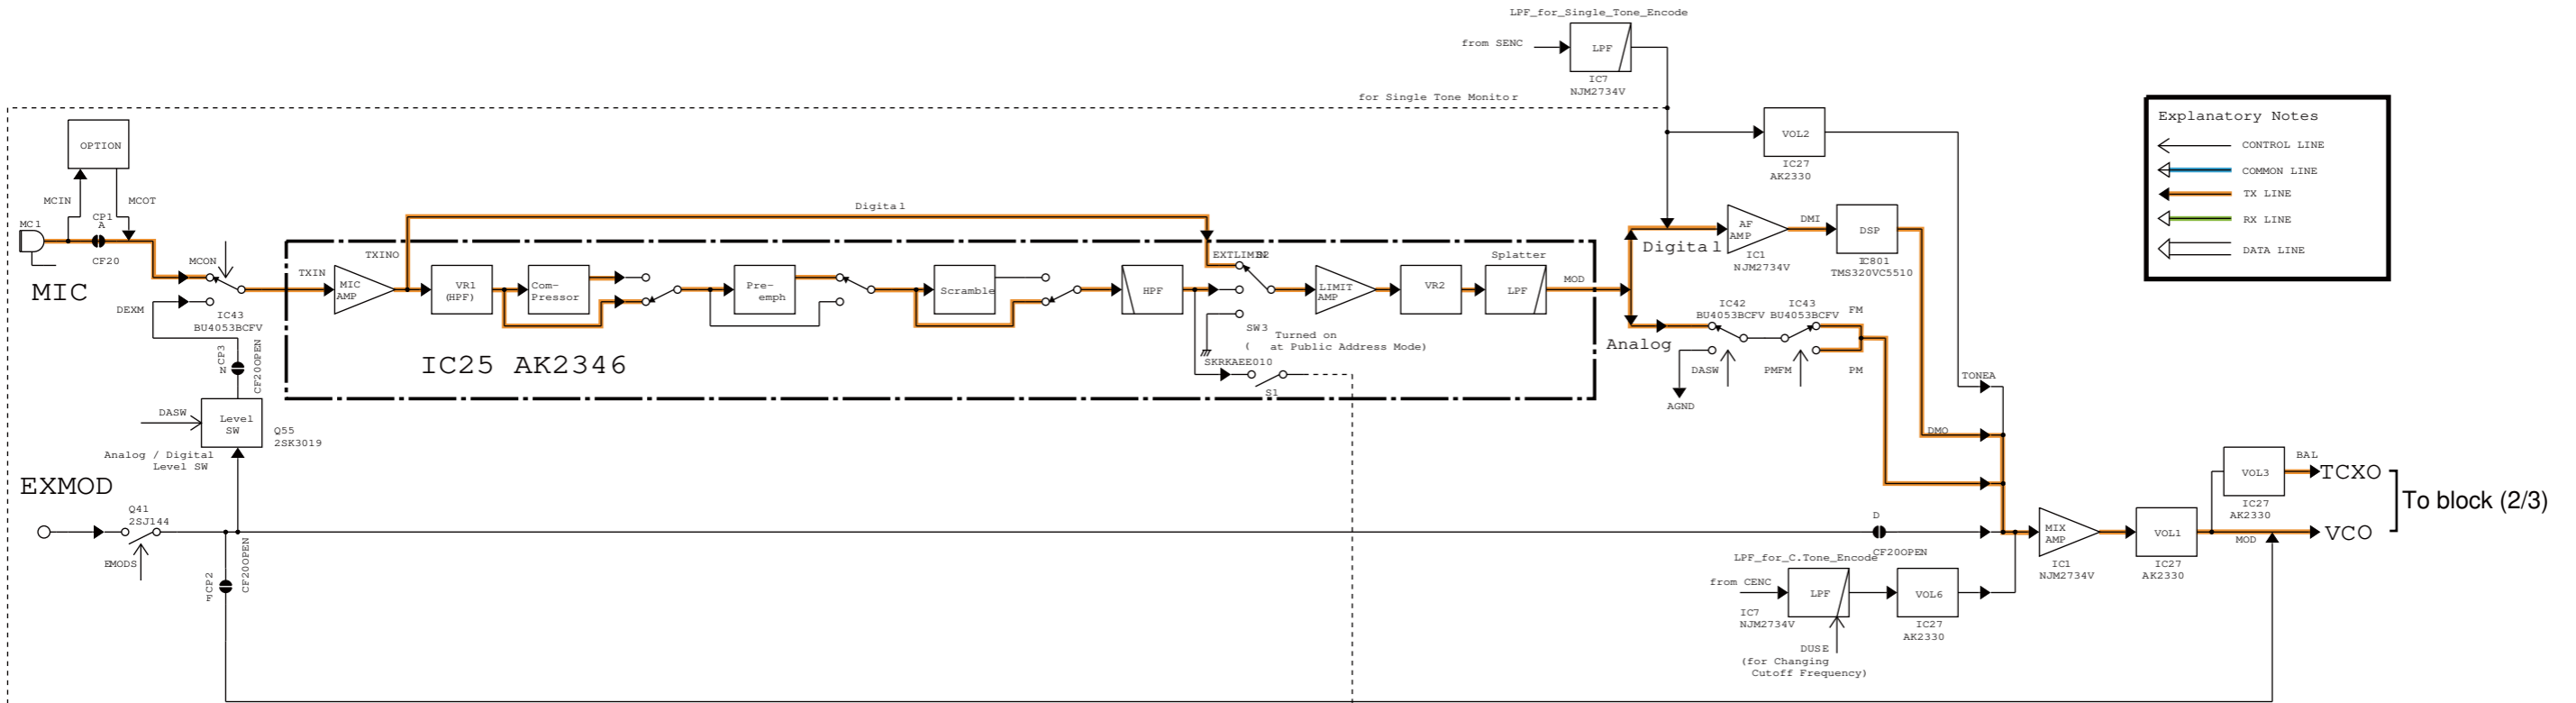 LPF_for_Single_Tone_Encode
from SENC
LPF
IC7
NJM2734V
for Single Tone Monitor
VOL2
IC27
AK2330
Explanatory Notes
CONTROL LINE
COMMON LINE
TX LINE
RX LINE
DATA LINE
OPTION
MCIN
MCOT
MC1
CP1
A
CF20
MIC
MCON
DEXM
IC43
BU4053BCFV
Digital
TXIN
TXINO
MIC
AMP
VR1
(HPF)
Com-
Pressor
Pre-
emph
Scramble
HPF
EXTLIMIN
LIMIT
AMP
VR2
Splatter
LPF
MOD
SW3
Turned on
( at Public Address Mode)
SKRKAEE010
S1
IC25 AK2346
Digital
AF
AMP
IC1
NJM2734V
DMI
DSP
IC801
TMS320VC5510
IC42
BU4053BCFV
IC43
BU4053BCFV
FM
PM
Analog
DASW
PMFM
AGND
TONEA
DMO
CP3
N
CF20OPEN
DASW
Level
SW
Q55
2SK3019
Analog / Digital
Level SW
EXMOD
Q41
2SJ144
EMODS
CP2
F
CF20OPEN
D
CF20OPEN
LPF_for_C.Tone_Encode
from CENC
LPF
IC7
NJM2734V
VOL6
IC27
AK2330
DUSE
(for Changing
Cutoff Frequency)
MIX
AMP
IC1
NJM2734V
VOL1
IC27
AK2330
VOL3
IC27
AK2330
BAL
TCXO
MOD
VCO
To block (2/3)